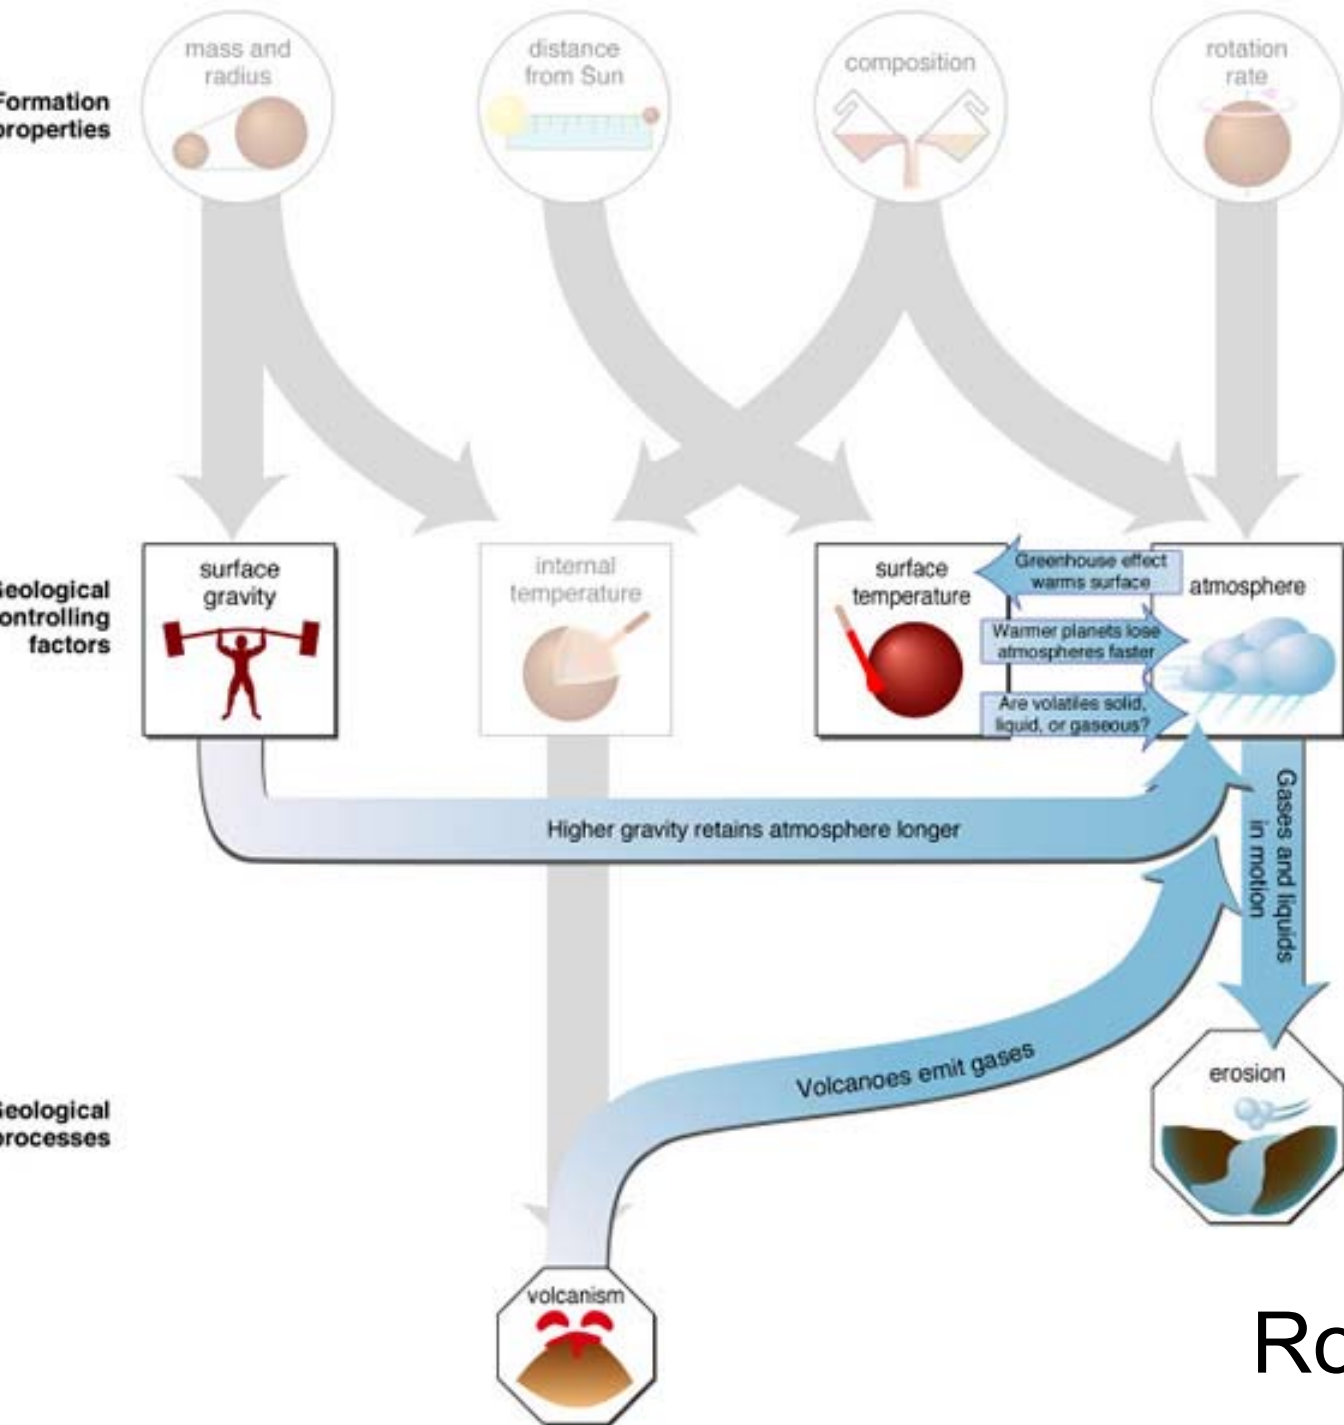 mass and
radius
distance
from Sun
composition
rotation
rate
Formation
properties
surface
gravity
internal
temperature
surface
temperature
Greenhouse effect
warms surface
Warmer planets lose
atmospheres faster
Are volatiles solid,
liquid, or gaseous?
atmosphere
Geological
controlling
factors
Higher gravity retains atmosphere longer
Gases and liquids
in motion
Volcanoes emit gases
erosion
Geological
processes
volcanism
Ro